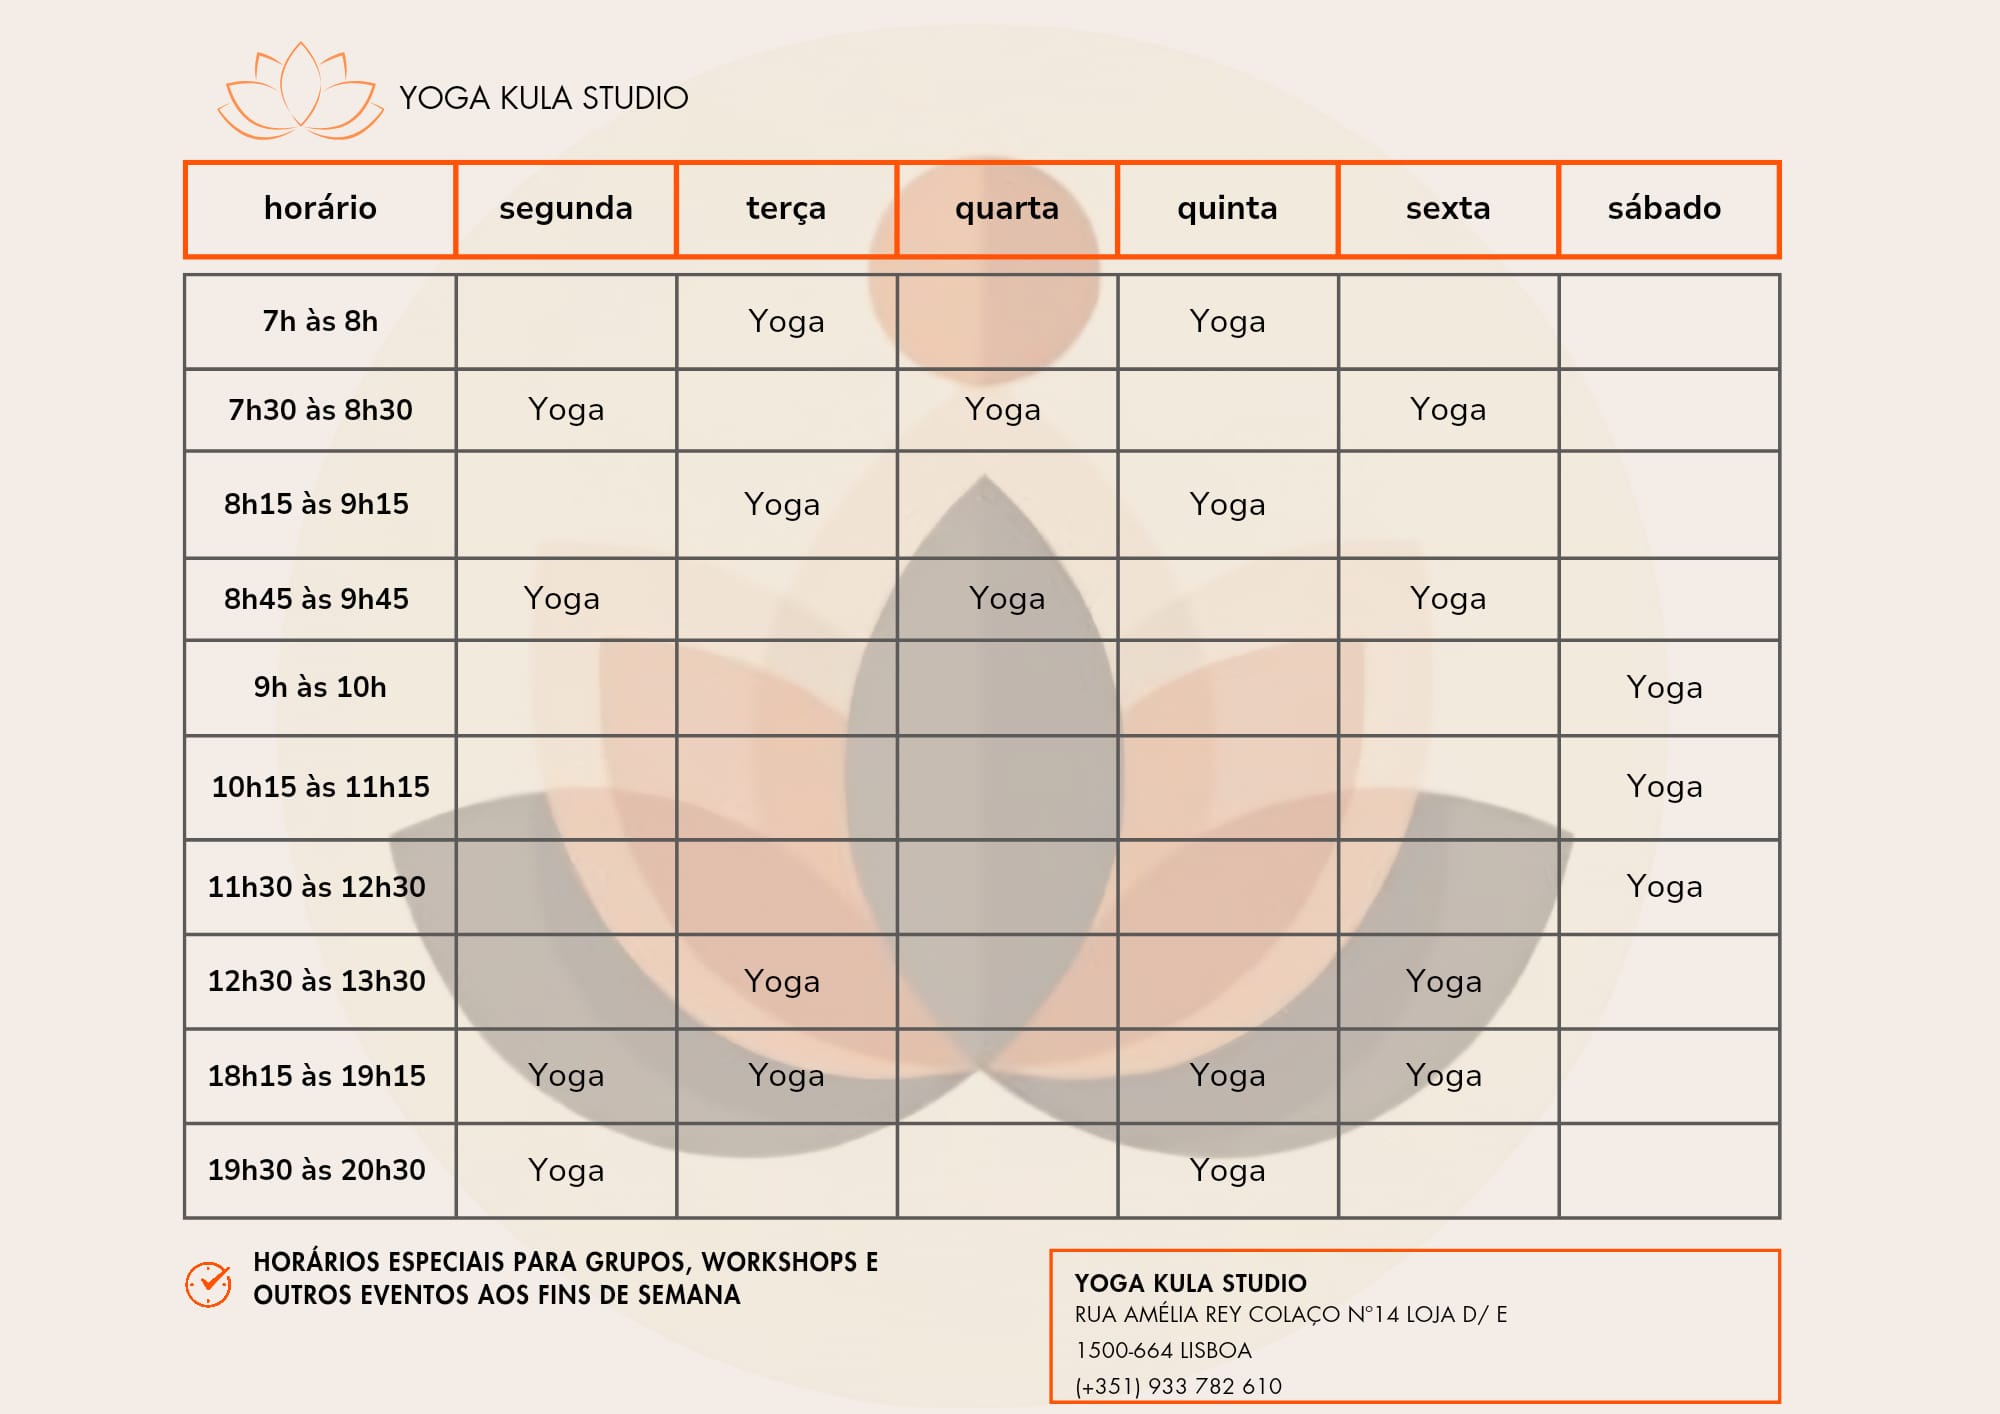 YOGA KULA STUDIO
horário segunda terça quarta quinta sexta sábado
7h às 8h Yoga Yoga
7h30 às 8h30 Yoga Yoga Yoga
8h15 às 9h15 Yoga Yoga
8h45 às 9h45 Yoga Yoga Yoga
9h às 10h Yoga
10h15 às 11h15 Yoga
11h30 às 12h30 Yoga
12h30 às 13h30 Yoga Yoga
18h15 às 19h15 Yoga Yoga Yoga Yoga
19h30 às 20h30 Yoga Yoga
HORÁRIOS ESPECIAIS PARA GRUPOS, WORKSHOPS E
OUTROS EVENTOS AOS FINS DE SEMANA
YOGA KULA STUDIO
RUA AMÉLIA REY COLAÇO Nº14 LOJA D/ E
1500-664 LISBOA
(+351) 933 782 610